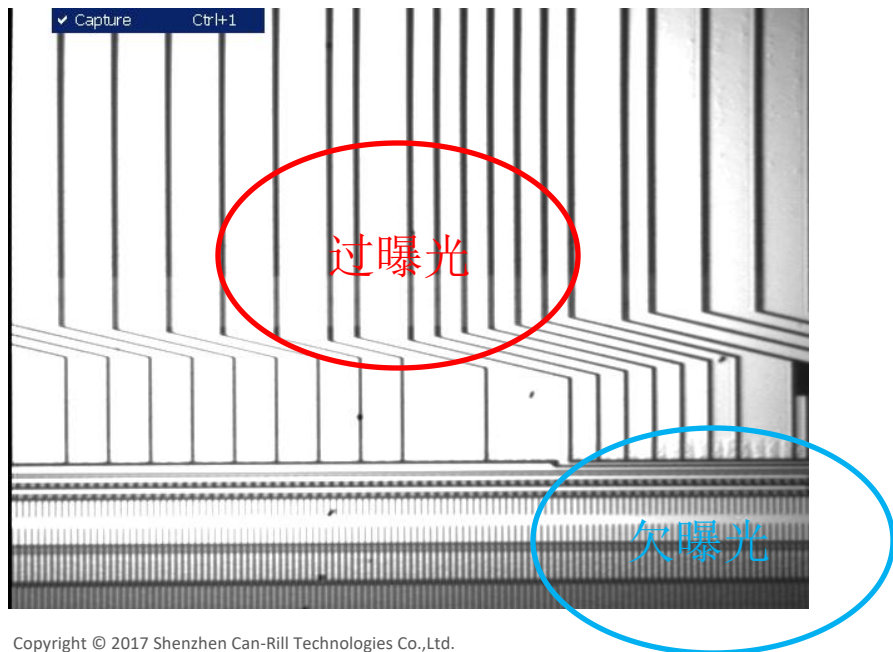 ✔ Capture Ctrl+1
过曝光
欠曝光
Copyright © 2017 Shenzhen Can-Rill Technologies Co.,Ltd.